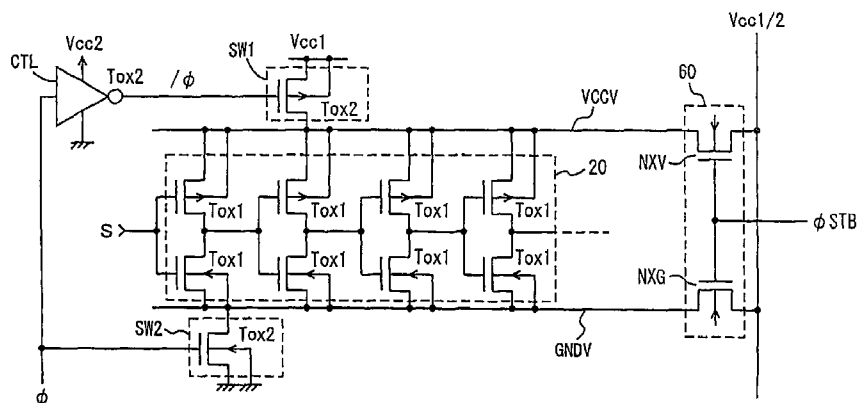 Vcc1/2
Vcc2
SW1
Vcc1
CTL
Tox2
/φ
60
Tox2
VCCV
NXV
20
Tox1
Tox1
Tox1
Tox1
S
φSTB
Tox1
Tox1
Tox1
Tox1
NXG
SW2
Tox2
GNDV
φ